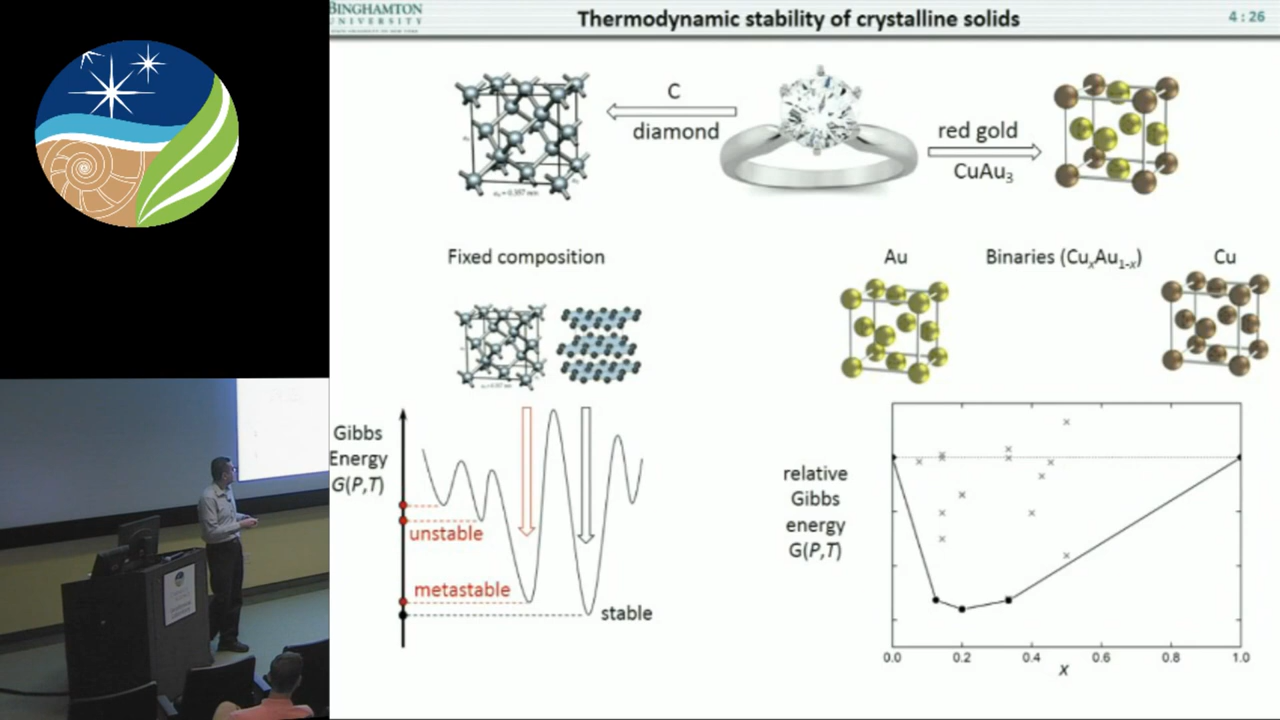 BINGHAMTON
UNIVERSITY
Thermodynamic stability of crystalline solids
4 : 26
C
diamond
red gold
CuAu₃
Fixed composition
Au
Binaries (CuₓAu₁₋ₓ)
Cu
Gibbs
Energy
G(P,T)
unstable
metastable
stable
relative
Gibbs
energy
G(P,T)
0.0 0.2 0.4 0.6 0.8 1.0
x